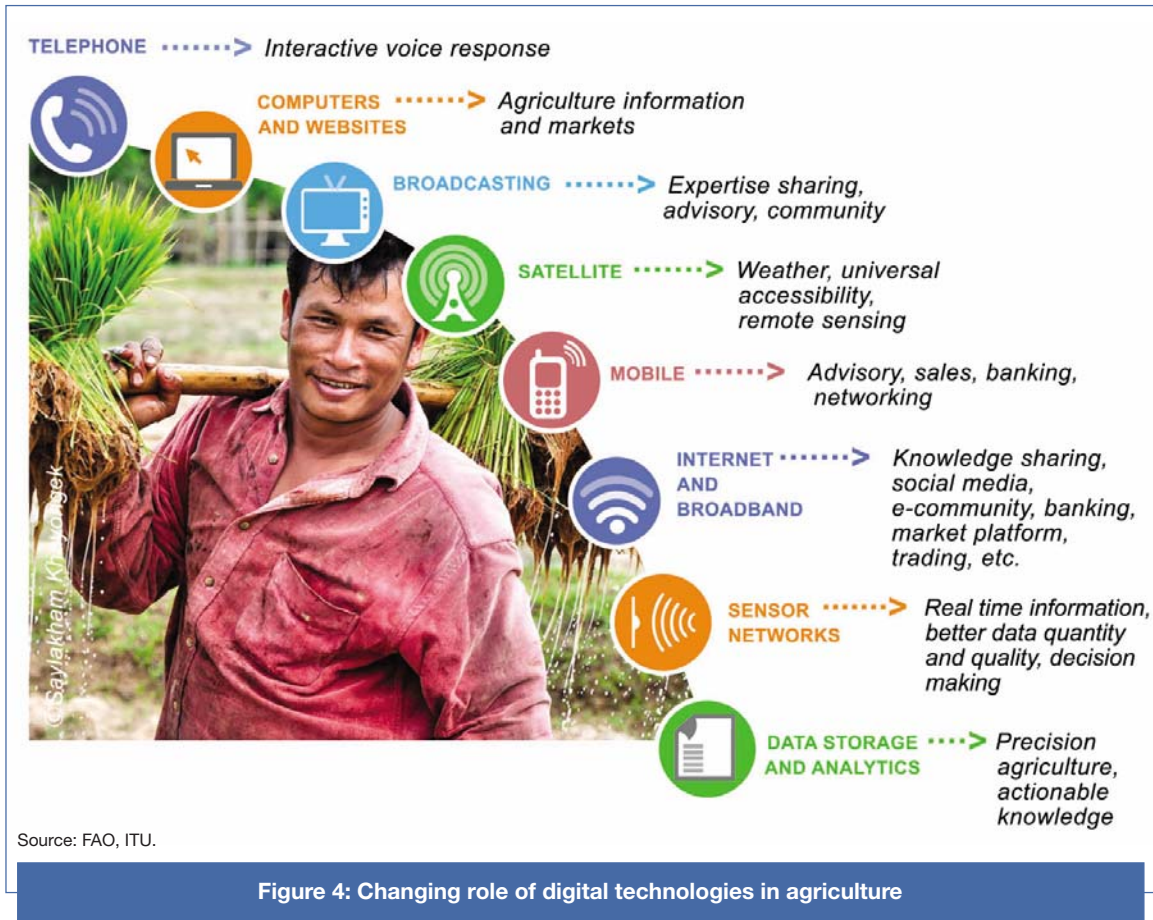 TELEPHONE ········> Interactive voice response
COMPUTERS ········> Agriculture information
AND WEBSITES and markets
BROADCASTING ········> Expertise sharing,
advisory, community
SATELLITE ········> Weather, universal
accessibility,
remote sensing
MOBILE ········> Advisory, sales, banking,
networking
INTERNET ········> Knowledge sharing,
AND social media,
BROADBAND e-community, banking,
market platform,
trading, etc.
SENSOR ········> Real time information,
NETWORKS better data quantity
and quality, decision
making
DATA STORAGE ·····> Precision
AND ANALYTICS agriculture,
actionable
knowledge
Source: FAO, ITU.
Figure 4: Changing role of digital technologies in agriculture